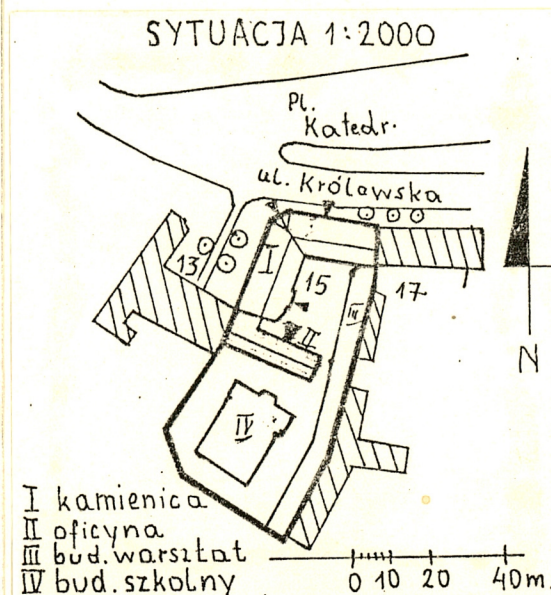 SYTUACJA 1:2000
Pl.
Katedr.
ul. Królawska
13
I
15
17
III
II
IV
N
I kamienica
II oficyna
III bud. warsztat
IV bud. szkolny
0 10 20 40m.